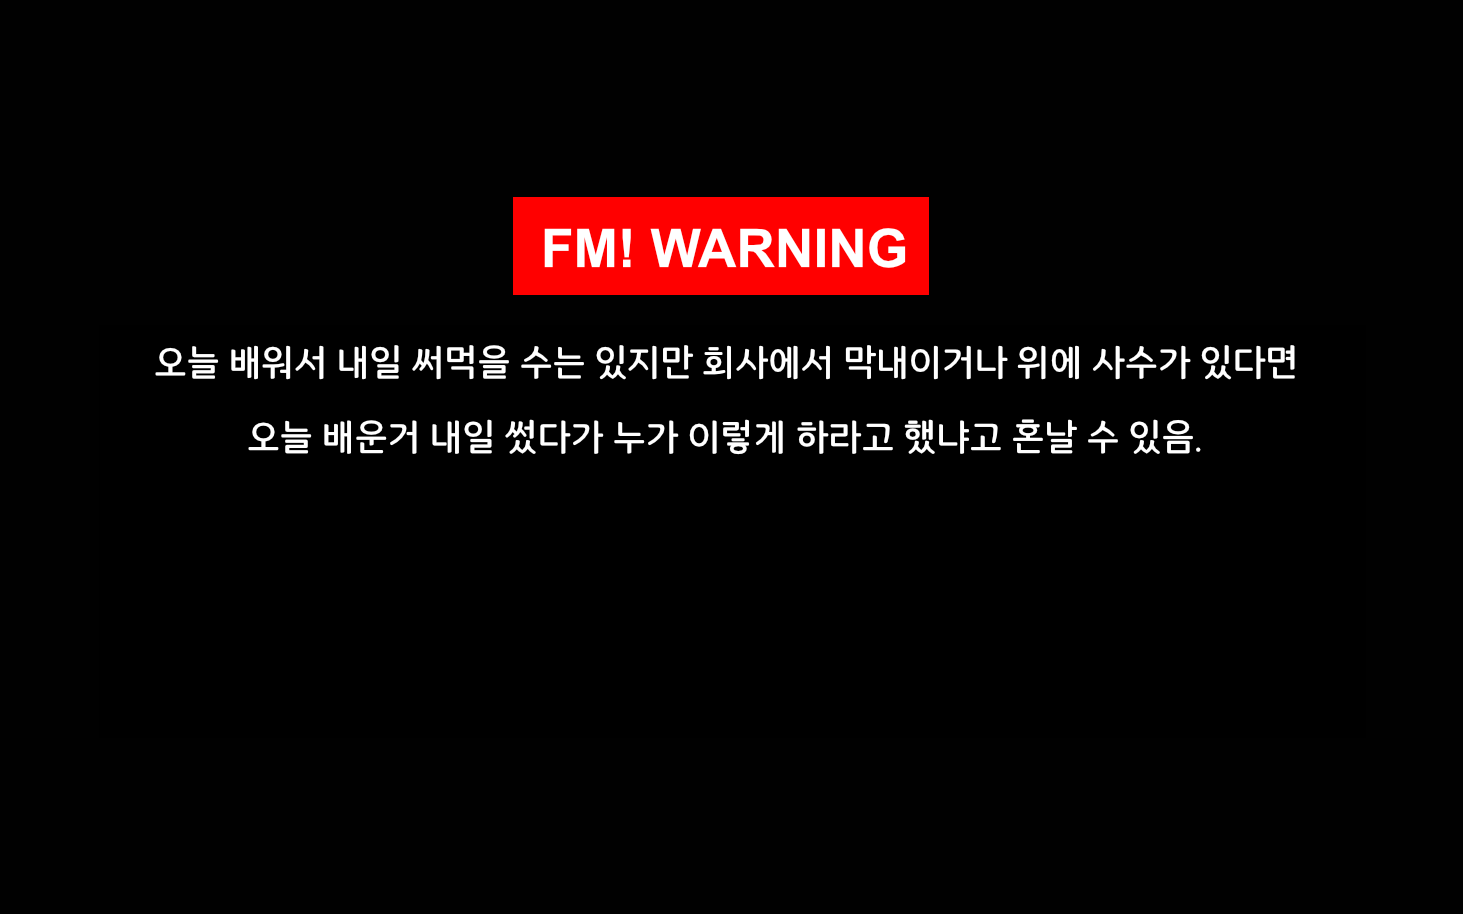 FM! WARNING
오늘 배워서 내일 써먹을 수는 있지만 회사에서 막내이거나 위에 사수가 있다면
오늘 배운거 내일 썼다가 누가 이렇게 하라고 했냐고 혼날 수 있음.